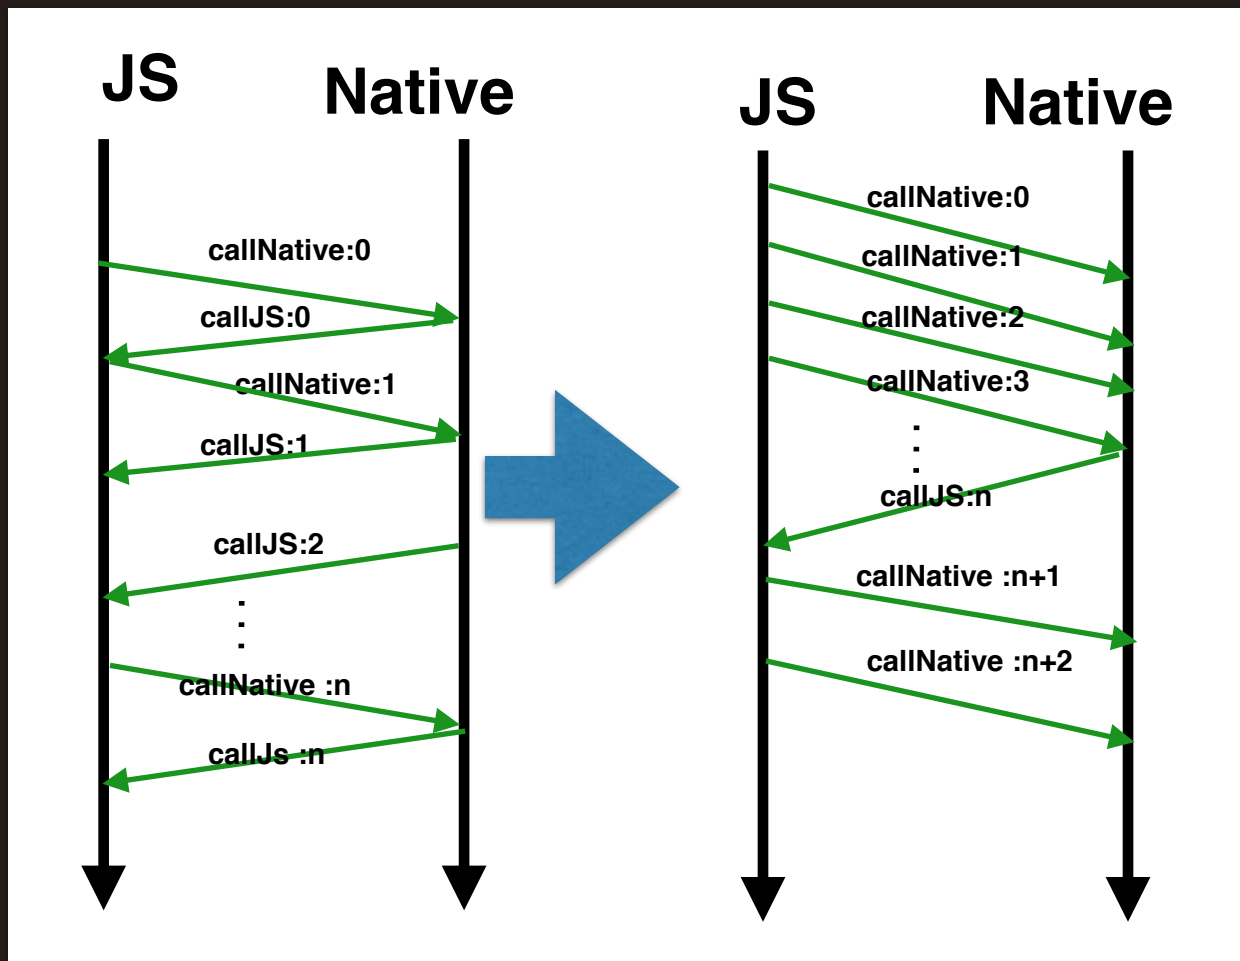 JS
Native
callNative:0
callJS:0
callNative:1
callJS:1
callJS:2
callNative :n
callJs :n
JS
Native
callNative:0
callNative:1
callNative:2
callNative:3
callJS:n
callNative :n+1
callNative :n+2